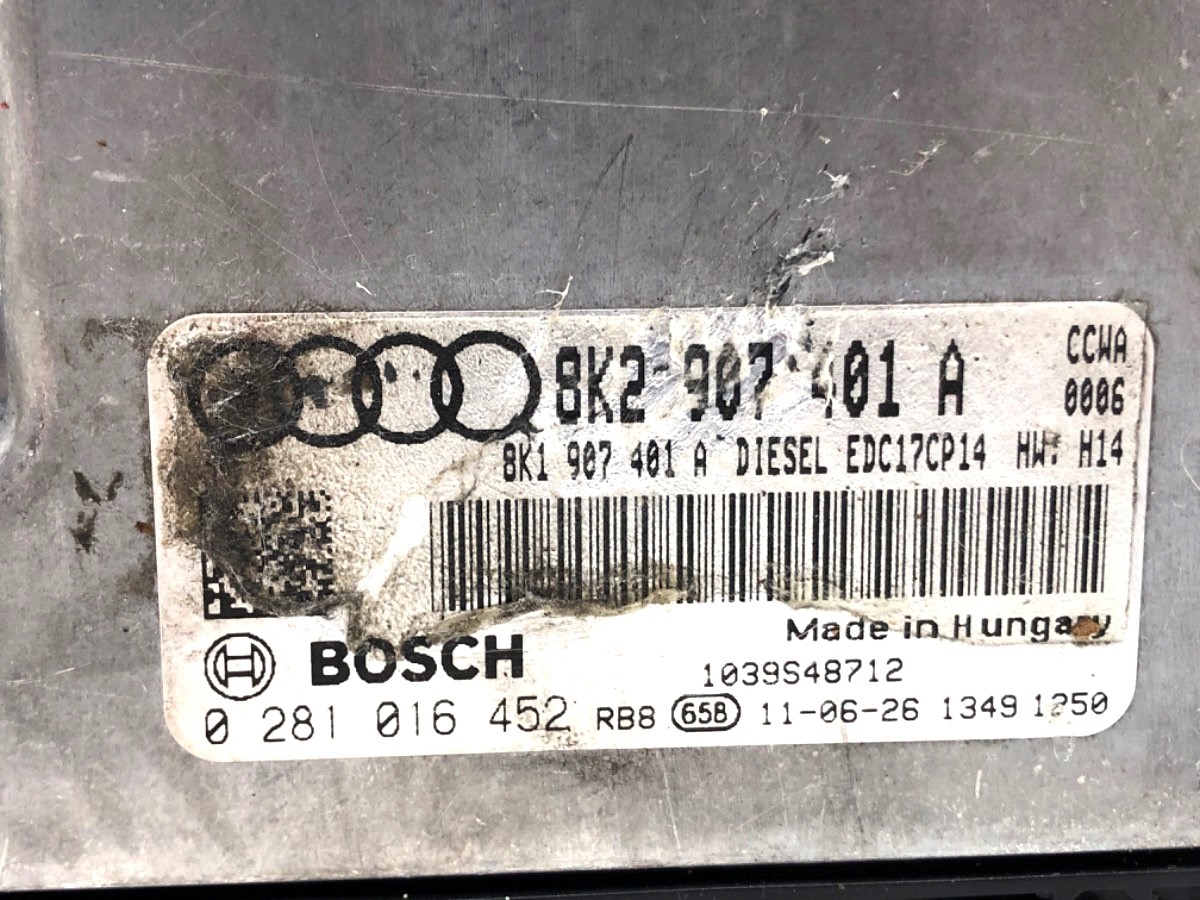 8K2 907 401 A
CCWA
0006
8K1 907 401 A DIESEL EDC17CP14 HW: H14
Made in Hungary
BOSCH
1039S48712
0 281 016 452 RB8 658 11-06-26 1349